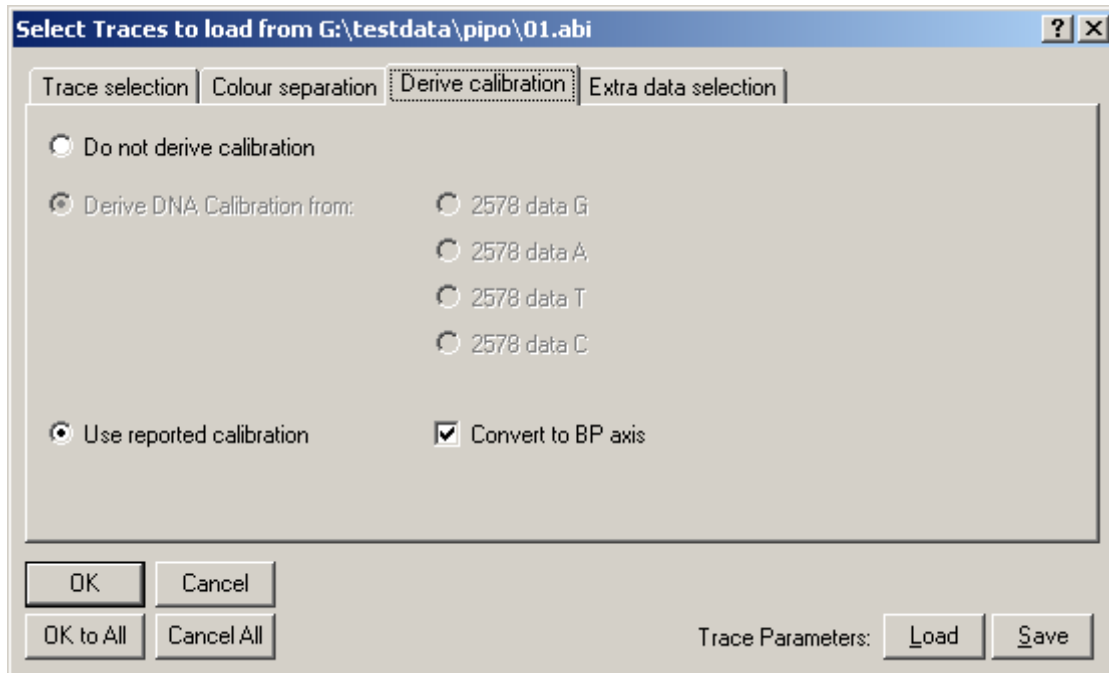 Select Traces to load from G:\testdata\pipo\01.abi
Trace selection Colour separation Derive calibration Extra data selection
Do not derive calibration
Derive DNA Calibration from: 2578 data G
2578 data A
2578 data T
2578 data C
Use reported calibration Convert to BP axis
OK Cancel
OK to All Cancel All Trace Parameters: Load Save